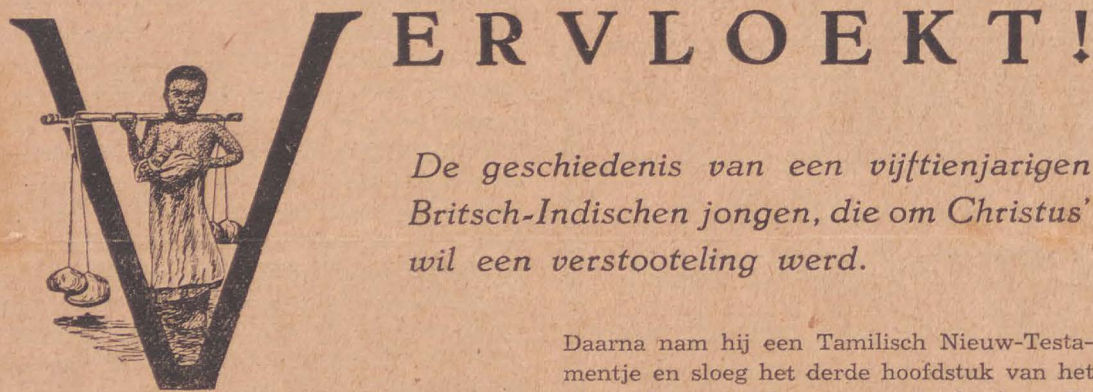 VERVLOEKT!
De geschiedenis van een vijftienjarigen
Britsch-Indischen jongen, die om Christus'
wil een verstooteling werd.
Daarna nam hij een Tamilisch Nieuw-Testa-
mentje en sloeg het derde hoofdstuk van het